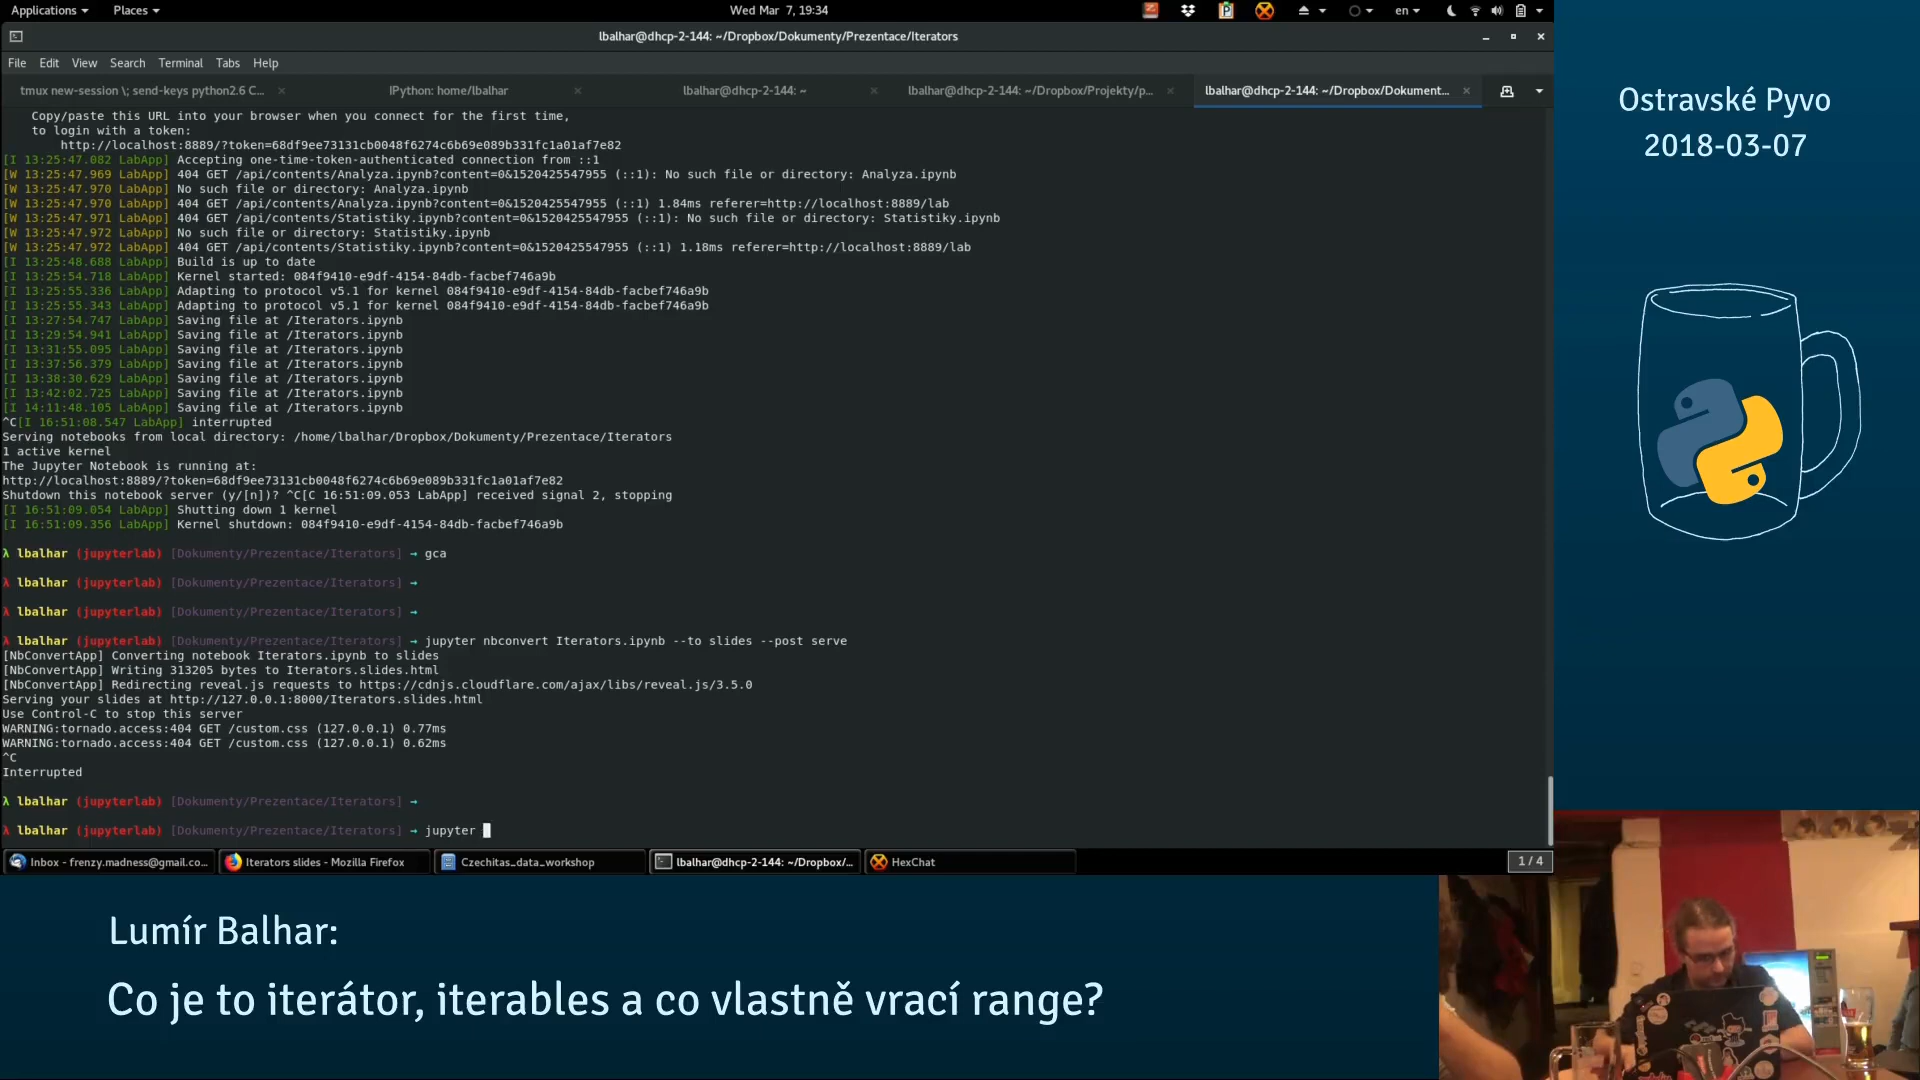 Applications Places Wed Mar 7, 19:34 en
lbalhar@dhcp-2-144: ~/Dropbox/Dokumenty/Prezentace/Iterators
File Edit View Search Terminal Tabs Help
tmux new-session \; send-keys python2.6 C... IPython: home/lbalhar lbalhar@dhcp-2-144: ~ lbalhar@dhcp-2-144: ~/Dropbox/Projekty/p... lbalhar@dhcp-2-144: ~/Dropbox/Dokument...
Copy/paste this URL into your browser when you connect for the first time,
to login with a token:
http://localhost:8889/?token=68df9ee73131cb0048f6274c6b69e089b331fc1a01af7e82
[I 13:25:47.082 LabApp] Accepting one-time-token-authenticated connection from ::1
[W 13:25:47.969 LabApp] 404 GET /api/contents/Analyza.ipynb?content=0&1520425547955 (::1): No such file or directory: Analyza.ipynb
[W 13:25:47.970 LabApp] No such file or directory: Analyza.ipynb
[W 13:25:47.970 LabApp] 404 GET /api/contents/Analyza.ipynb?content=0&1520425547955 (::1) 1.84ms referer=http://localhost:8889/lab
[W 13:25:47.971 LabApp] 404 GET /api/contents/Statistiky.ipynb?content=0&1520425547955 (::1): No such file or directory: Statistiky.ipynb
[W 13:25:47.972 LabApp] No such file or directory: Statistiky.ipynb
[W 13:25:47.972 LabApp] 404 GET /api/contents/Statistiky.ipynb?content=0&1520425547955 (::1) 1.18ms referer=http://localhost:8889/lab
[I 13:25:48.688 LabApp] Build is up to date
[I 13:25:54.718 LabApp] Kernel started: 084f9410-e9df-4154-84db-facbef746a9b
[I 13:25:55.336 LabApp] Adapting to protocol v5.1 for kernel 084f9410-e9df-4154-84db-facbef746a9b
[I 13:25:55.343 LabApp] Adapting to protocol v5.1 for kernel 084f9410-e9df-4154-84db-facbef746a9b
[I 13:27:54.747 LabApp] Saving file at /Iterators.ipynb
[I 13:29:54.941 LabApp] Saving file at /Iterators.ipynb
[I 13:31:55.095 LabApp] Saving file at /Iterators.ipynb
[I 13:37:56.379 LabApp] Saving file at /Iterators.ipynb
[I 13:38:30.629 LabApp] Saving file at /Iterators.ipynb
[I 13:42:02.725 LabApp] Saving file at /Iterators.ipynb
[I 14:11:48.105 LabApp] Saving file at /Iterators.ipynb
^C[I 16:51:08.547 LabApp] interrupted
Serving notebooks from local directory: /home/lbalhar/Dropbox/Dokumenty/Prezentace/Iterators
1 active kernel
The Jupyter Notebook is running at:
http://localhost:8889/?token=68df9ee73131cb0048f6274c6b69e089b331fc1a01af7e82
Shutdown this notebook server (y/[n])? ^C[C 16:51:09.053 LabApp] received signal 2, stopping
[I 16:51:09.054 LabApp] Shutting down 1 kernel
[I 16:51:09.356 LabApp] Kernel shutdown: 084f9410-e9df-4154-84db-facbef746a9b
λ lbalhar (jupyterlab) [Dokumenty/Prezentace/Iterators] → gca
λ lbalhar (jupyterlab) [Dokumenty/Prezentace/Iterators] →
λ lbalhar (jupyterlab) [Dokumenty/Prezentace/Iterators] →
λ lbalhar (jupyterlab) [Dokumenty/Prezentace/Iterators] → jupyter nbconvert Iterators.ipynb --to slides --post serve
[NbConvertApp] Converting notebook Iterators.ipynb to slides
[NbConvertApp] Writing 313205 bytes to Iterators.slides.html
[NbConvertApp] Redirecting reveal.js requests to https://cdnjs.cloudflare.com/ajax/libs/reveal.js/3.5.0
Serving your slides at http://127.0.0.1:8000/Iterators.slides.html
Use Control-C to stop this server
WARNING:tornado.access:404 GET /custom.css (127.0.0.1) 0.77ms
WARNING:tornado.access:404 GET /custom.css (127.0.0.1) 0.62ms
^C
Interrupted
λ lbalhar (jupyterlab) [Dokumenty/Prezentace/Iterators] →
λ lbalhar (jupyterlab) [Dokumenty/Prezentace/Iterators] → jupyter
Inbox - frenzy.madness@gmail.co... Iterators slides - Mozilla Firefox Czechitas_data_workshop lbalhar@dhcp-2-144: ~/Dropbox/... HexChat 1 / 4
Ostravské Pyvo
2018-03-07
Lumír Balhar:
Co je to iterátor, iterables a co vlastně vrací range?